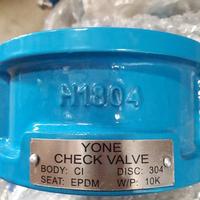 H1804
YONE
CHECK VALVE
BODY: CI DISC: 304
SEAT: EPDM W/P: 10K